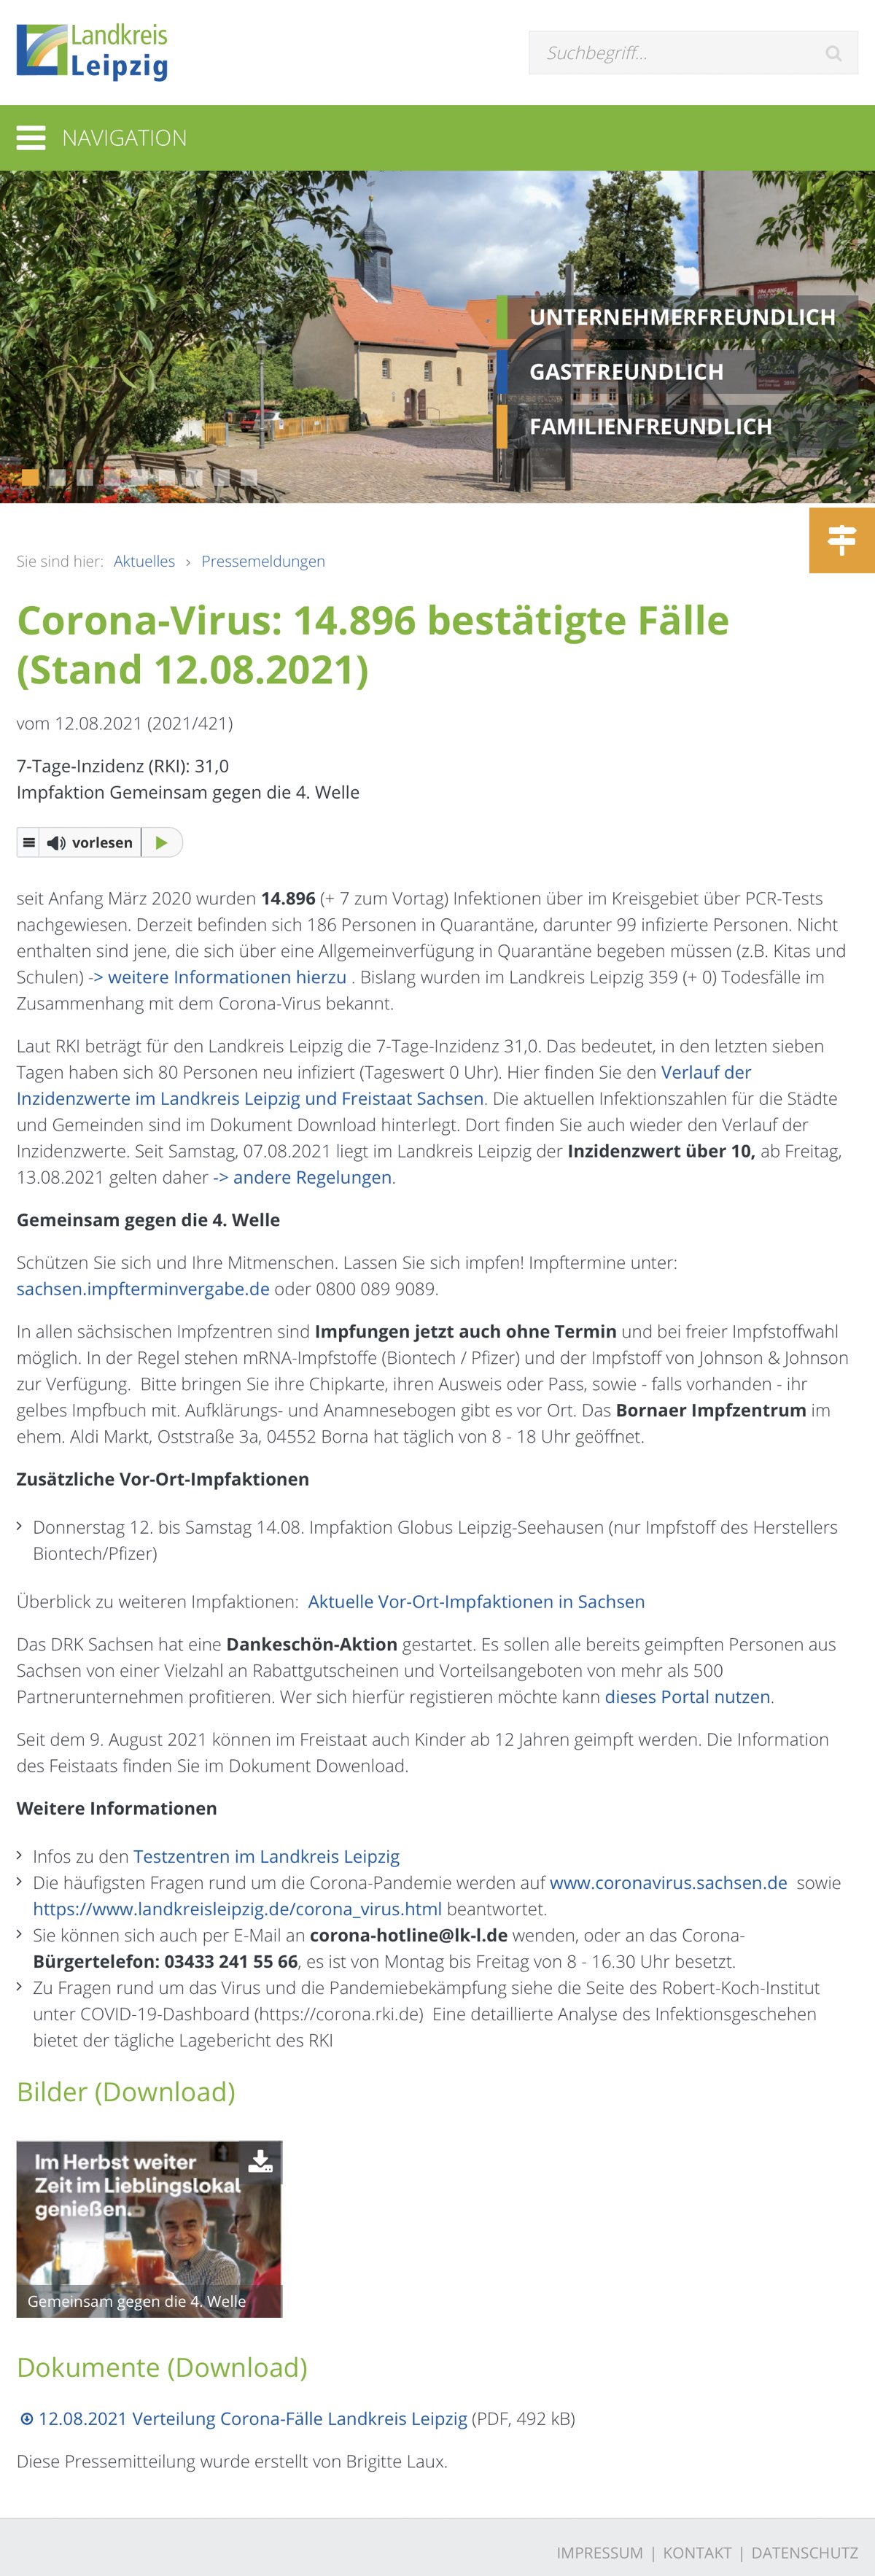 Landkreis
Leipzig
Suchbegriff...
NAVIGATION
UNTERNEHMERFREUNDLICH
GASTFREUNDLICH
FAMILIENFREUNDLICH
Sie sind hier: Aktuelles › Pressemeldungen
Corona-Virus: 14.896 bestätigte Fälle
(Stand 12.08.2021)
vom 12.08.2021 (2021/421)
7-Tage-Inzidenz (RKI): 31,0
Impfaktion Gemeinsam gegen die 4. Welle
vorlesen
seit Anfang März 2020 wurden 14.896 (+ 7 zum Vortag) Infektionen über im Kreisgebiet über PCR-Tests
nachgewiesen. Derzeit befinden sich 186 Personen in Quarantäne, darunter 99 infizierte Personen. Nicht
enthalten sind jene, die sich über eine Allgemeinverfügung in Quarantäne begeben müssen (z.B. Kitas und
Schulen) -> weitere Informationen hierzu . Bislang wurden im Landkreis Leipzig 359 (+ 0) Todesfälle im
Zusammenhang mit dem Corona-Virus bekannt.
Laut RKI beträgt für den Landkreis Leipzig die 7-Tage-Inzidenz 31,0. Das bedeutet, in den letzten sieben
Tagen haben sich 80 Personen neu infiziert (Tageswert 0 Uhr). Hier finden Sie den Verlauf der
Inzidenzwerte im Landkreis Leipzig und Freistaat Sachsen. Die aktuellen Infektionszahlen für die Städte
und Gemeinden sind im Dokument Download hinterlegt. Dort finden Sie auch wieder den Verlauf der
Inzidenzwerte. Seit Samstag, 07.08.2021 liegt im Landkreis Leipzig der Inzidenzwert über 10, ab Freitag,
13.08.2021 gelten daher -> andere Regelungen.
Gemeinsam gegen die 4. Welle
Schützen Sie sich und Ihre Mitmenschen. Lassen Sie sich impfen! Impftermine unter:
sachsen.impfterminvergabe.de oder 0800 089 9089.
In allen sächsischen Impfzentren sind Impfungen jetzt auch ohne Termin und bei freier Impfstoffwahl
möglich. In der Regel stehen mRNA-Impfstoffe (Biontech / Pfizer) und der Impfstoff von Johnson & Johnson
zur Verfügung. Bitte bringen Sie ihre Chipkarte, ihren Ausweis oder Pass, sowie - falls vorhanden - ihr
gelbes Impfbuch mit. Aufklärungs- und Anamnesebogen gibt es vor Ort. Das Bornaer Impfzentrum im
ehem. Aldi Markt, Oststraße 3a, 04552 Borna hat täglich von 8 - 18 Uhr geöffnet.
Zusätzliche Vor-Ort-Impfaktionen
Donnerstag 12. bis Samstag 14.08. Impfaktion Globus Leipzig-Seehausen (nur Impfstoff des Herstellers
Biontech/Pfizer)
Überblick zu weiteren Impfaktionen: Aktuelle Vor-Ort-Impfaktionen in Sachsen
Das DRK Sachsen hat eine Dankeschön-Aktion gestartet. Es sollen alle bereits geimpften Personen aus
Sachsen von einer Vielzahl an Rabattgutscheinen und Vorteilsangeboten von mehr als 500
Partnerunternehmen profitieren. Wer sich hierfür registieren möchte kann dieses Portal nutzen.
Seit dem 9. August 2021 können im Freistaat auch Kinder ab 12 Jahren geimpft werden. Die Information
des Feistaats finden Sie im Dokument Dowenload.
Weitere Informationen
Infos zu den Testzentren im Landkreis Leipzig
Die häufigsten Fragen rund um die Corona-Pandemie werden auf www.coronavirus.sachsen.de sowie
https://www.landkreisleipzig.de/corona_virus.html beantwortet.
Sie können sich auch per E-Mail an corona-hotline@lk-l.de wenden, oder an das Corona-
Bürgertelefon: 03433 241 55 66, es ist von Montag bis Freitag von 8 - 16.30 Uhr besetzt.
Zu Fragen rund um das Virus und die Pandemiebekämpfung siehe die Seite des Robert-Koch-Institut
unter COVID-19-Dashboard (https://corona.rki.de) Eine detaillierte Analyse des Infektionsgeschehen
bietet der tägliche Lagebericht des RKI
Bilder (Download)
Im Herbst weiter
Zeit im Lieblingslokal
genießen.
Gemeinsam gegen die 4. Welle
Dokumente (Download)
12.08.2021 Verteilung Corona-Fälle Landkreis Leipzig (PDF, 492 kB)
Diese Pressemitteilung wurde erstellt von Brigitte Laux.
IMPRESSUM | KONTAKT | DATENSCHUTZ